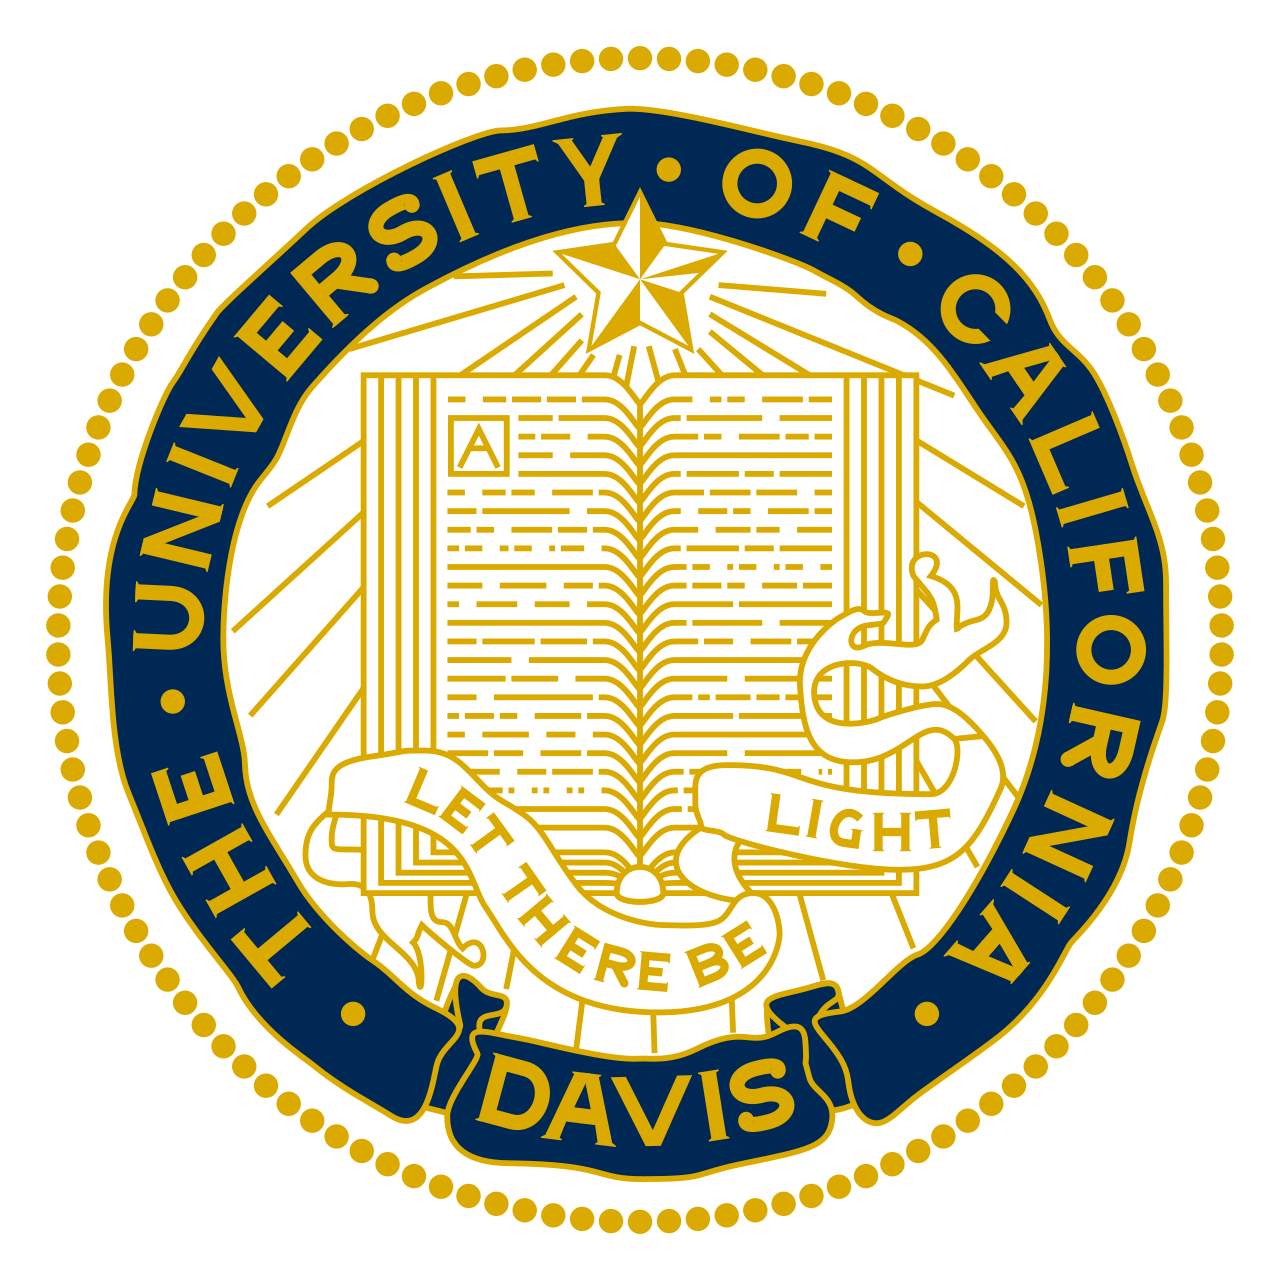 THE · UNIVERSITY · OF · CALIFORNIA
A
LET THERE BE
LIGHT
DAVIS